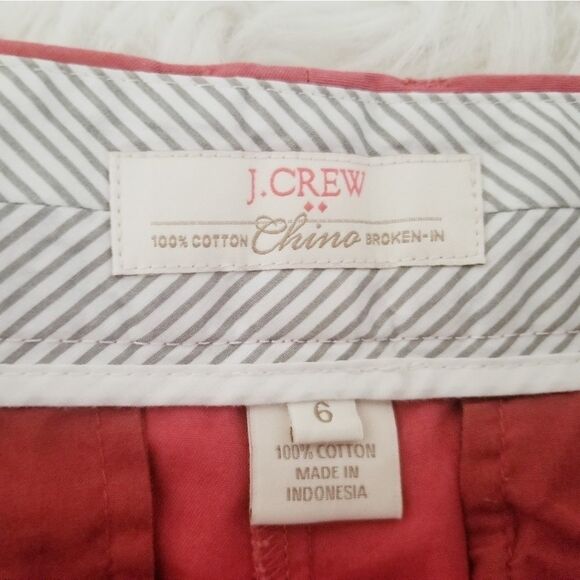 J.CREW
100% COTTON Chino BROKEN-IN
6
100% COTTON
MADE IN
INDONESIA